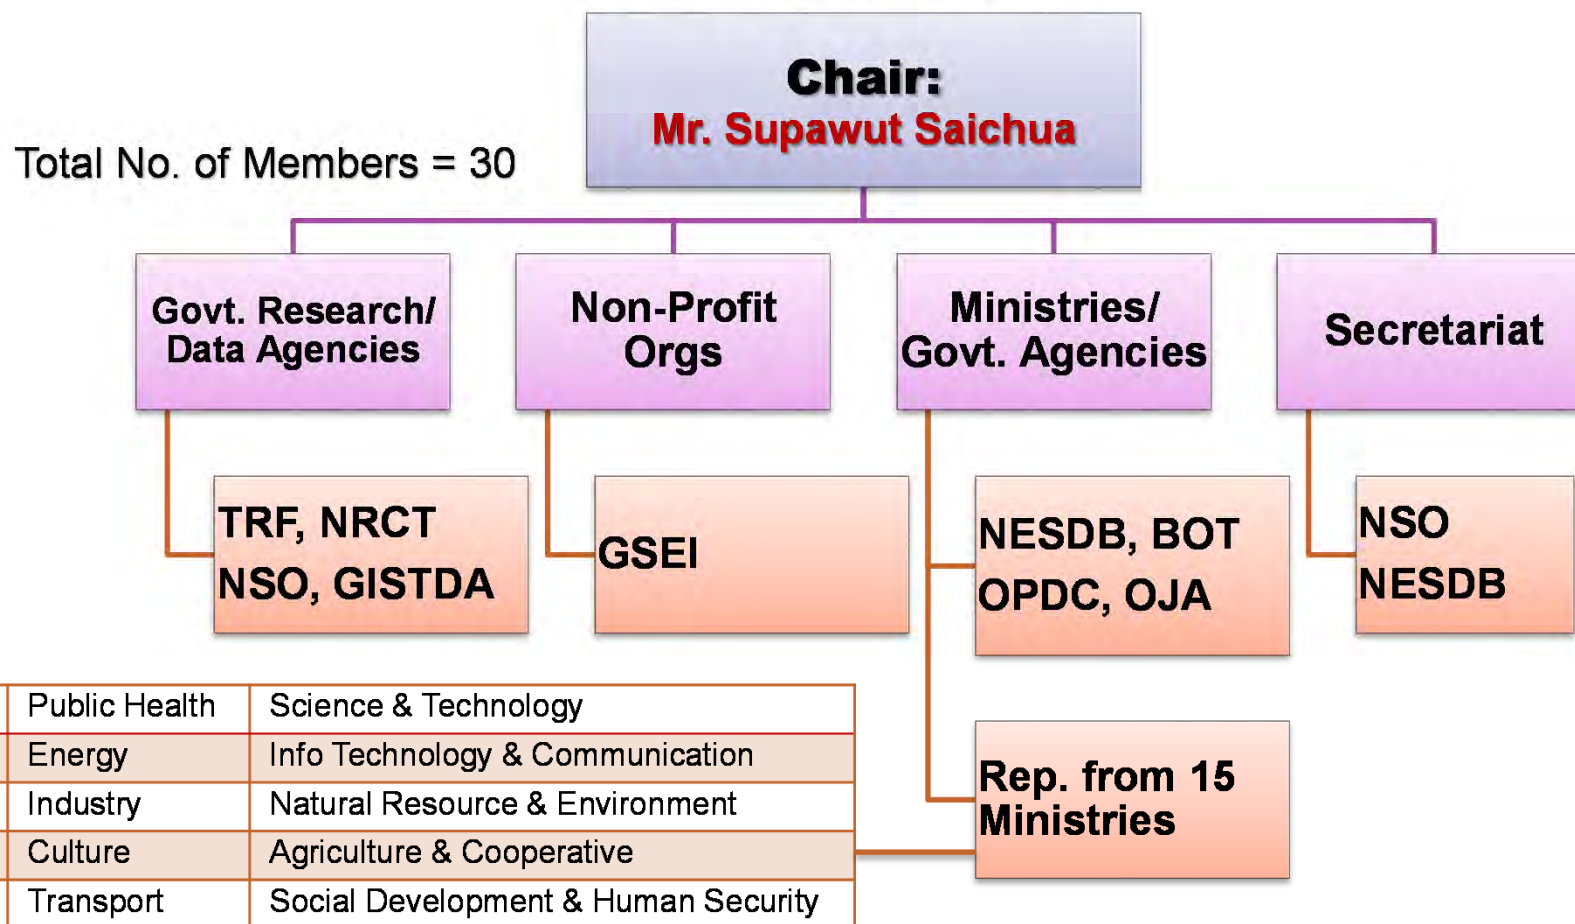 Chair:
Mr. Supawut Saichua
Total No. of Members = 30
Govt. Research/
Data Agencies
Non-Profit
Orgs
Ministries/
Govt. Agencies
Secretariat
TRF, NRCT
NSO, GISTDA
GSEI
NESDB, BOT
OPDC, OJA
NSO
NESDB
Rep. from 15
Ministries
Public Health Science & Technology
Energy Info Technology & Communication
Industry Natural Resource & Environment
Culture Agriculture & Cooperative
Transport Social Development & Human Security